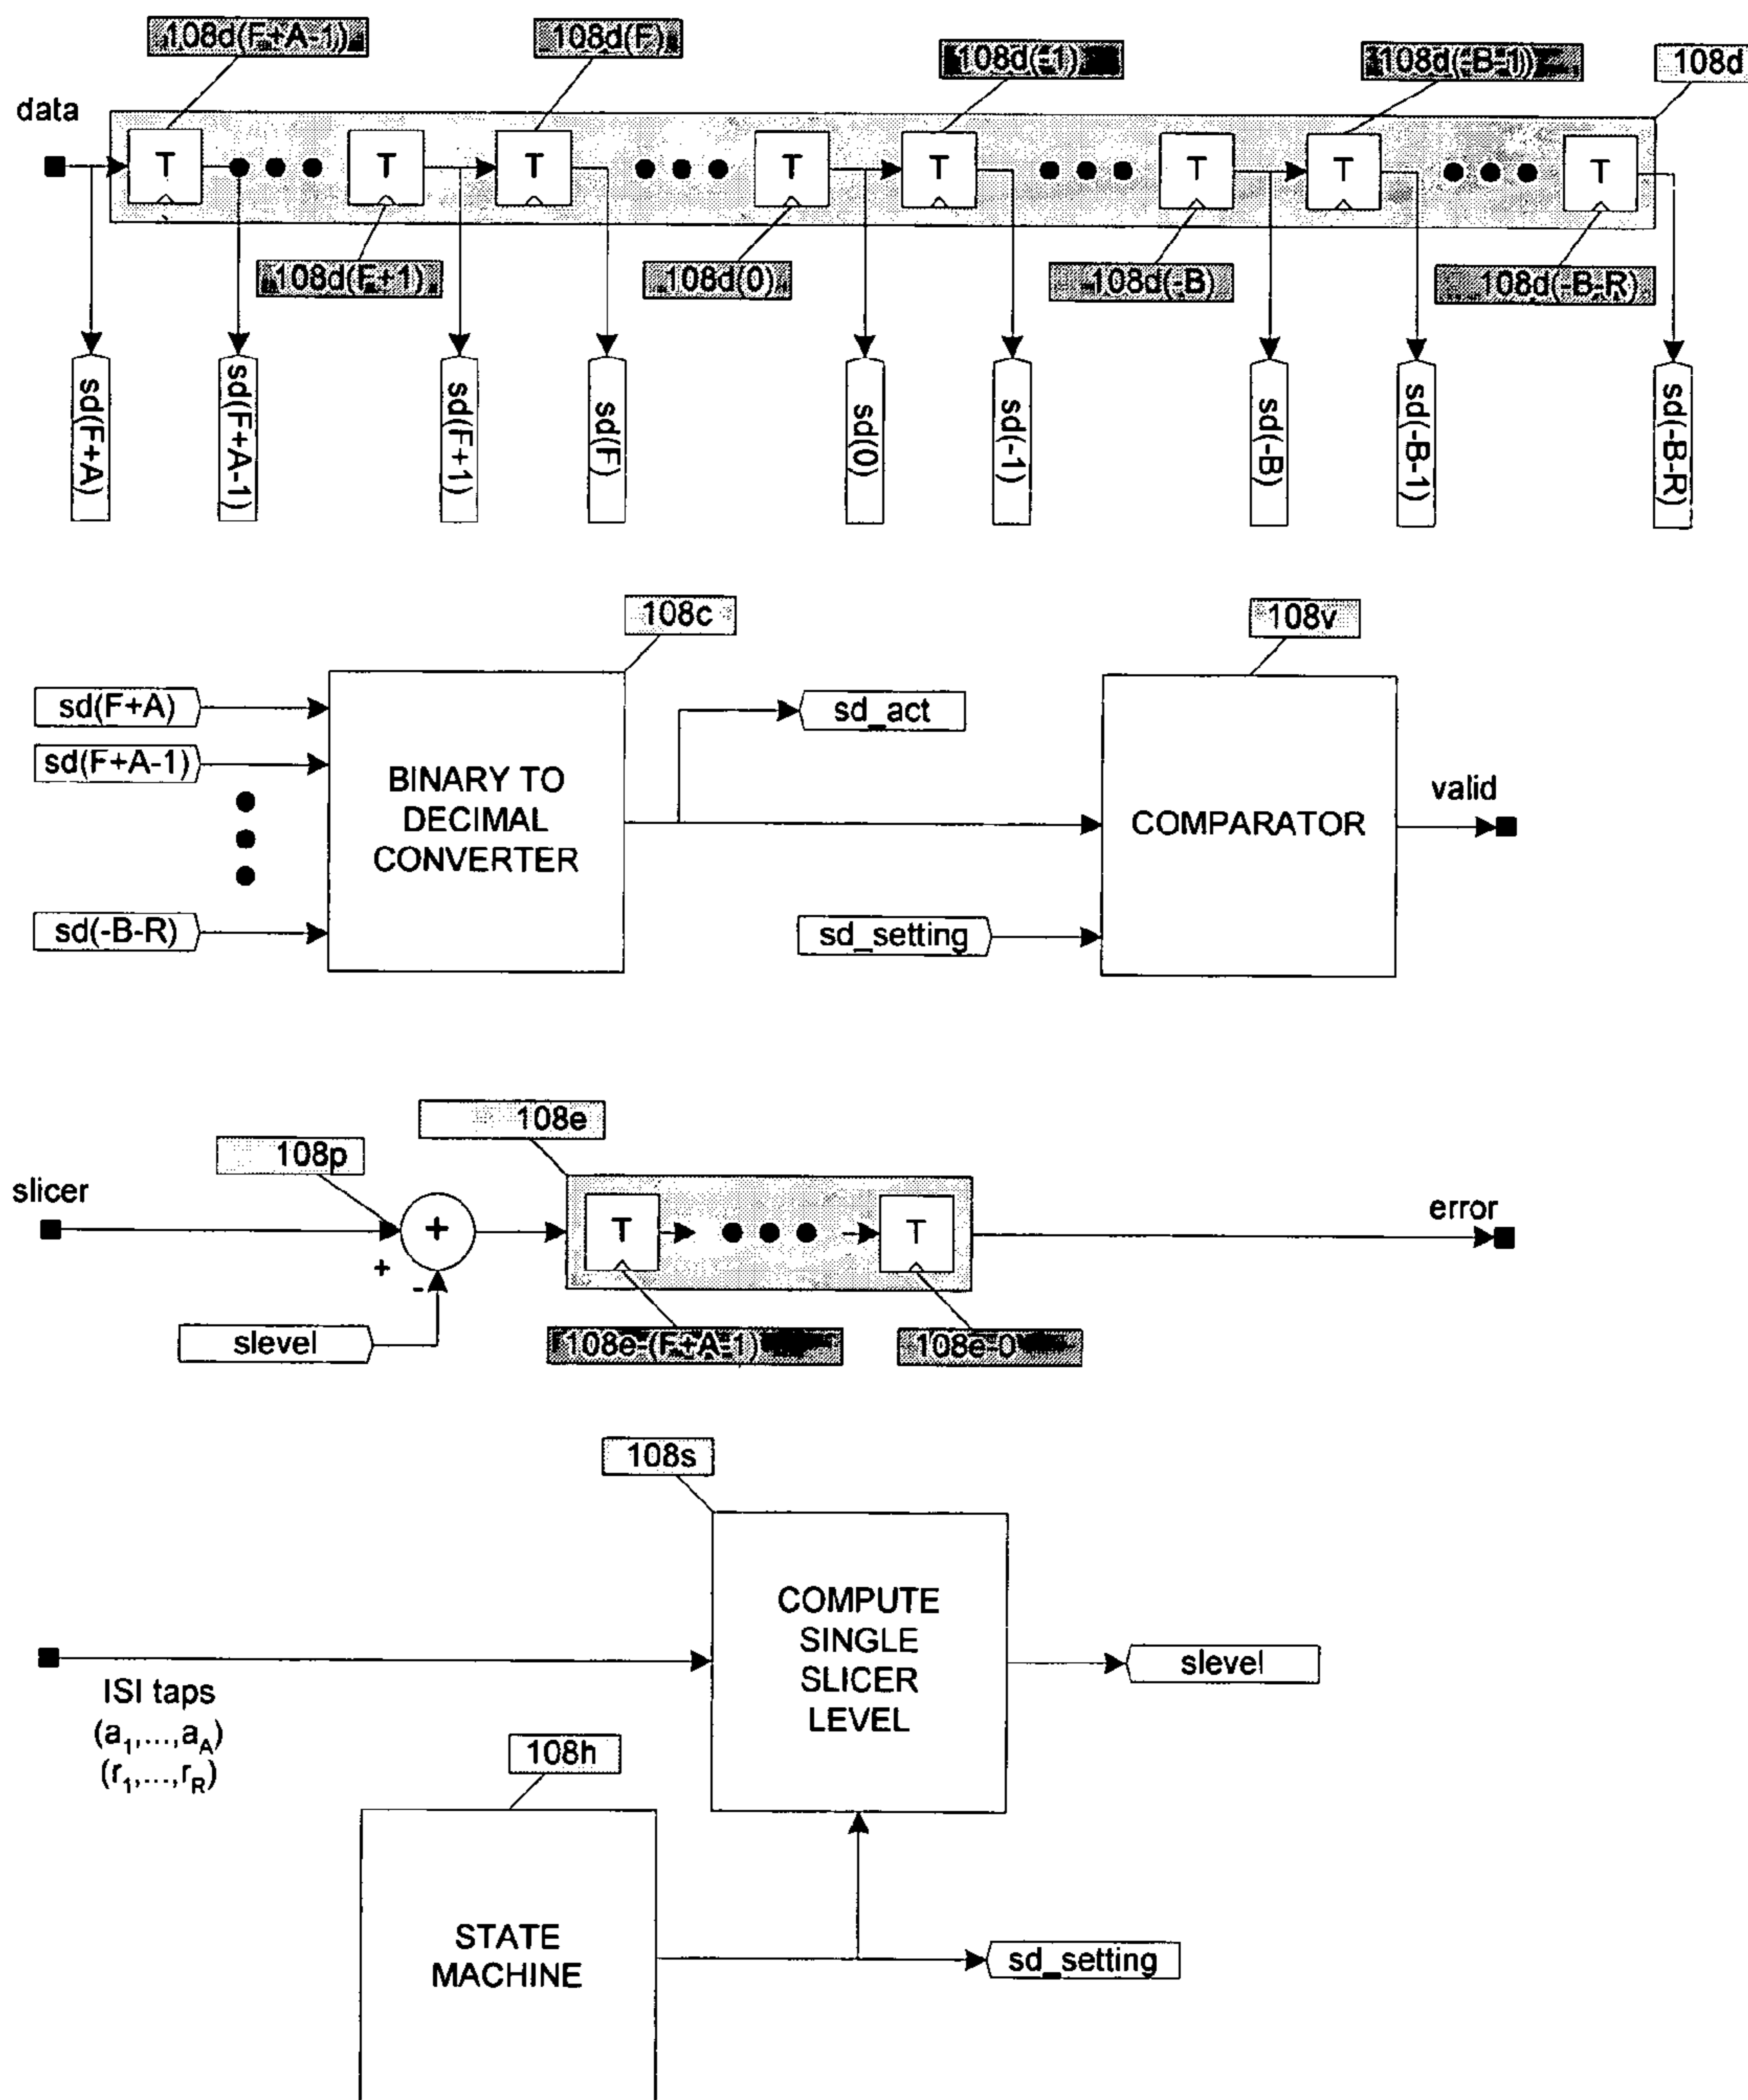 108d(F+A-1)
108d(F)
108d(-1)
108d(-B-1)
108d
data
T
T
T
T
T
T
T
T
108d(F+1)
108d(0)
108d(-B)
108d(-B-R)
sd(F+A)
sd(F+A-1)
sd(F+1)
sd(F)
sd(0)
sd(-1)
sd(-B)
sd(-B-1)
sd(-B-R)
108c
108v
sd(F+A)
sd(F+A-1)
sd(-B-R)
BINARY TO
DECIMAL
CONVERTER
sd_act
sd_setting
COMPARATOR
valid
108e
108p
slicer
+
+
-
slevel
T
T
error
108e-(F+A-1)
108e-0
108s
COMPUTE
SINGLE
SLICER
LEVEL
slevel
ISI taps
(a1,...,aA)
(r1,...,rR)
108h
STATE
MACHINE
sd_setting